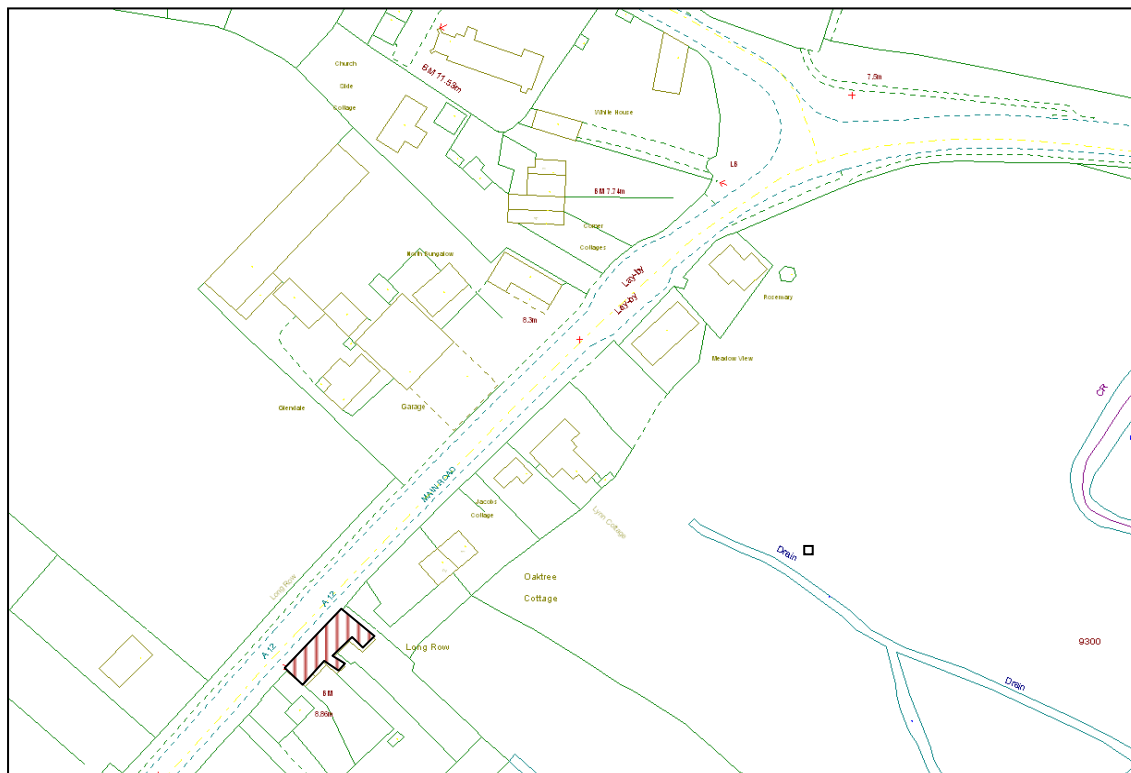 Church
Side
Cottage
BM 11.53m
7.5m
White House
LB
BM 7.74m
Corner
Cottages
North Bungalow
Lay-by
Lay-by
Rosemary
8.3m
Meadow View
Glendale
Garage
CR
MAIN ROAD
Jacobs
Cottage
Lynn Cottage
Drain
Long Row
Oaktree
Cottage
A 12
A 12
Long Row
9300
Drain
BM
8.86m